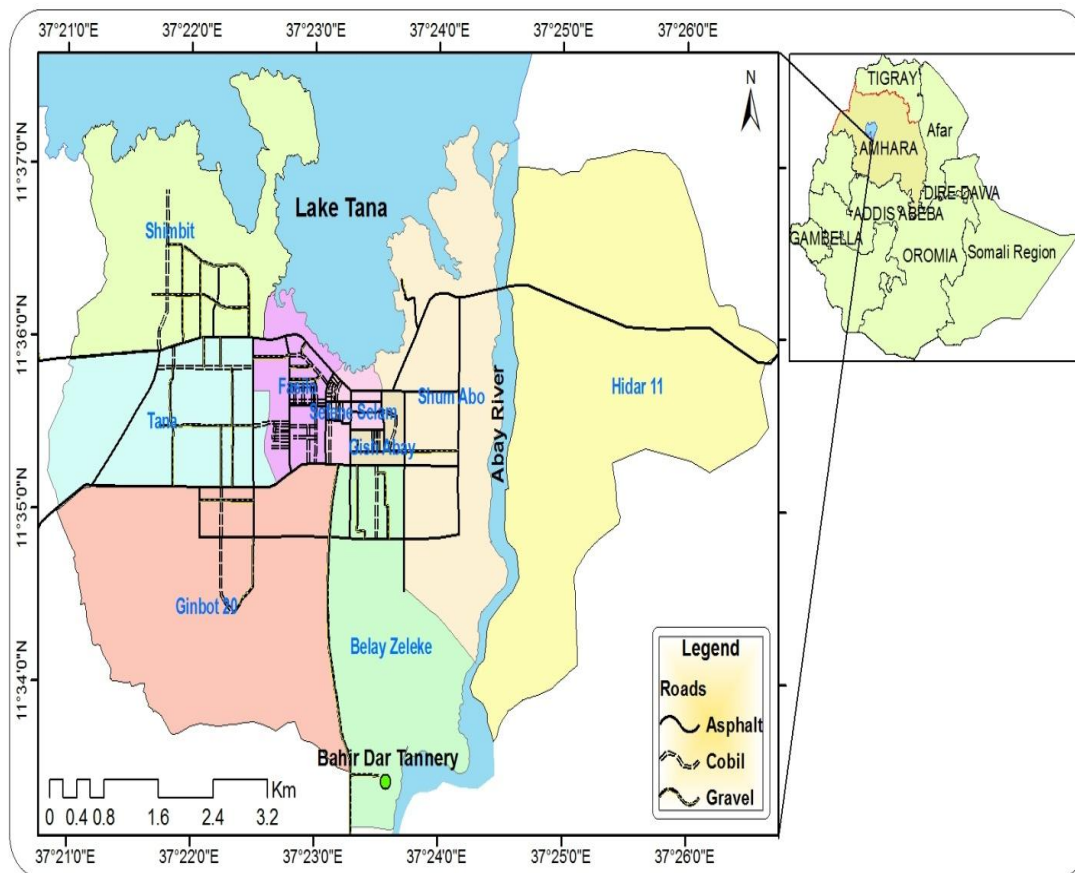 37°21'0"E 37°22'0"E 37°23'0"E 37°24'0"E 37°25'0"E 37°26'0"E
N
11°37'0"N
11°36'0"N
11°35'0"N
11°34'0"N
Lake Tana
Shimbit
Hidar 11
Shum Abo
Tana
Selam
Gish Abay
Abay River
Ginbot 20
Belay Zeleke
Bahir Dar Tannery
Legend
Roads
Asphalt
Cobil
Gravel
Km
0 0.4 0.8 1.6 2.4 3.2
37°21'0"E 37°22'0"E 37°23'0"E 37°24'0"E 37°25'0"E 37°26'0"E
TIGRAY
Afar
AMHARA
DIRE DAWA
ADDIS ABEBA
GAMBELLA
OROMIA
Somali Region